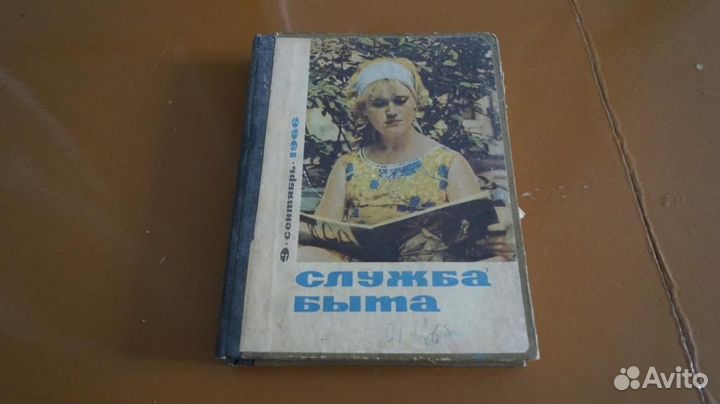 9 · сентябрь · 1966
СЛУЖБА
БЫТА
Avito